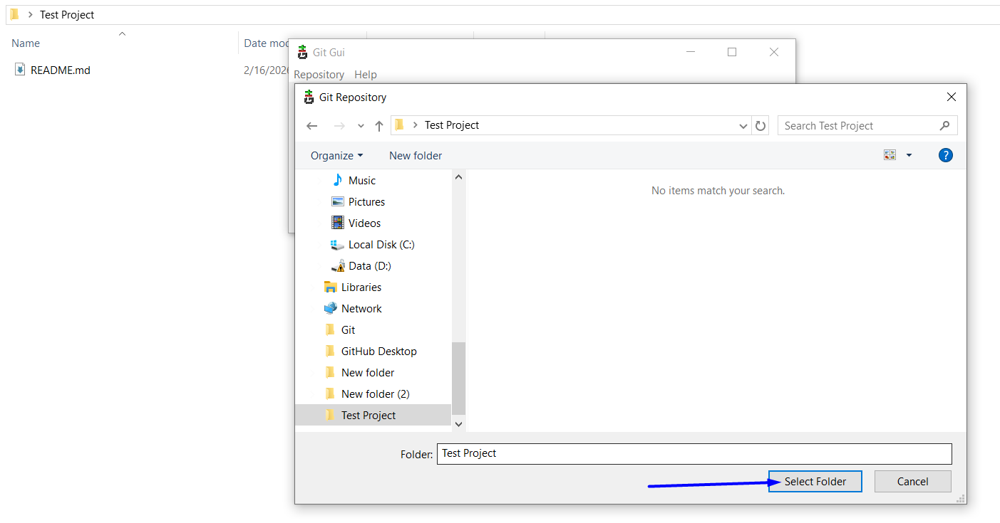 Test Project
Name
Date mod
README.md
2/16/2026
Git Gui
Repository Help
Git Repository
Test Project
Search Test Project
Organize
New folder
?
Music
Pictures
Videos
Local Disk (C:)
Data (D:)
Libraries
Network
Git
GitHub Desktop
New folder
New folder (2)
Test Project
No items match your search.
Folder: Test Project
Select Folder
Cancel